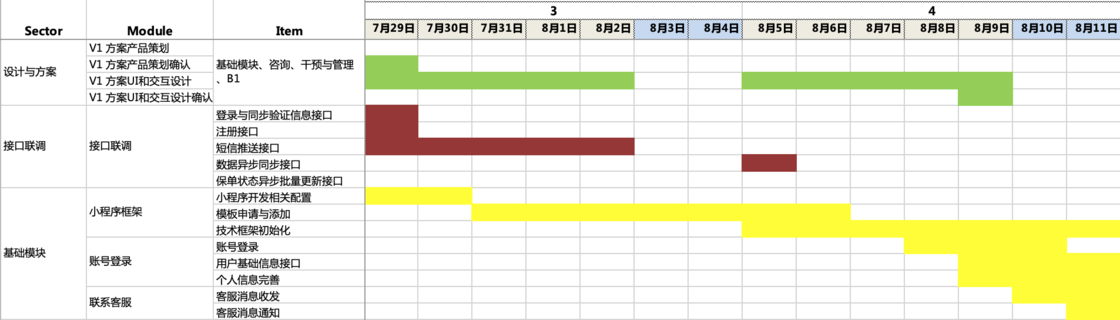 3 4
Sector Module Item 7月29日 7月30日 7月31日 8月1日 8月2日 8月3日 8月4日 8月5日 8月6日 8月7日 8月8日 8月9日 8月10日 8月11日
设计与方案
V1 方案产品策划
V1 方案产品策划确认
V1 方案UI和交互设计
V1 方案UI和交互设计确认
基础模块、咨询、干预与管理
、B1
接口联调
接口联调
登录与同步验证信息接口
注册接口
短信推送接口
数据异步同步接口
保单状态异步批量更新接口
基础模块
小程序框架
小程序开发相关配置
模板申请与添加
技术框架初始化
账号登录
账号登录
用户基础信息接口
个人信息完善
联系客服
客服消息收发
客服消息通知